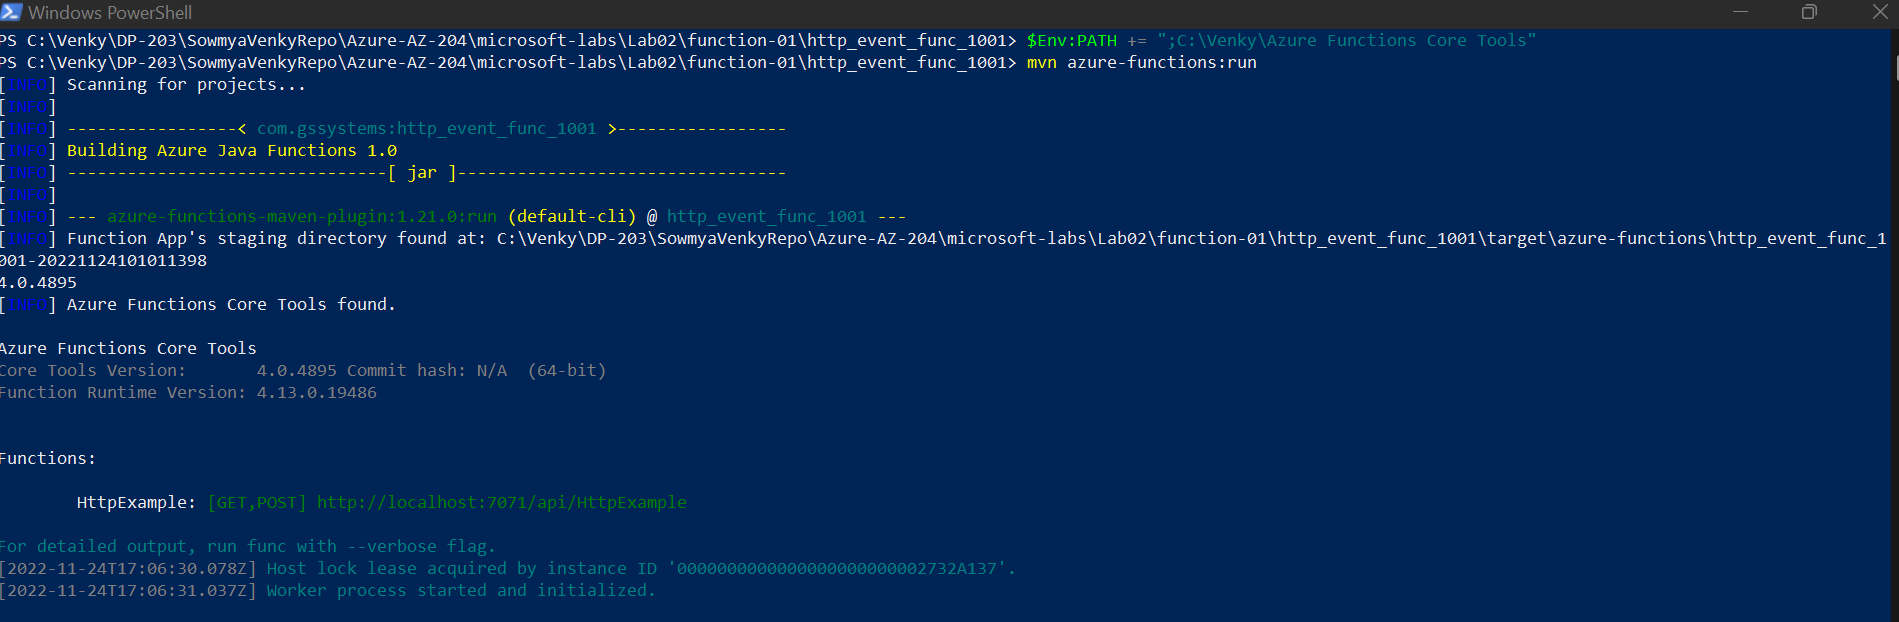 Windows PowerShell
PS C:\Venky\DP-203\SowmyaVenkyRepo\Azure-AZ-204\microsoft-labs\Lab02\function-01\http_event_func_1001> $Env:PATH += ";C:\Venky\Azure Functions Core Tools"
PS C:\Venky\DP-203\SowmyaVenkyRepo\Azure-AZ-204\microsoft-labs\Lab02\function-01\http_event_func_1001> mvn azure-functions:run
[INFO] Scanning for projects...
[INFO]
[INFO] -----------------< com.gssystems:http_event_func_1001 >-----------------
[INFO] Building Azure Java Functions 1.0
[INFO] --------------------------------[ jar ]---------------------------------
[INFO]
[INFO] --- azure-functions-maven-plugin:1.21.0:run (default-cli) @ http_event_func_1001 ---
[INFO] Function App's staging directory found at: C:\Venky\DP-203\SowmyaVenkyRepo\Azure-AZ-204\microsoft-labs\Lab02\function-01\http_event_func_1001\target\azure-functions\http_event_func_1
001-20221124101011398
4.0.4895
[INFO] Azure Functions Core Tools found.
Azure Functions Core Tools
Core Tools Version:       4.0.4895 Commit hash: N/A  (64-bit)
Function Runtime Version: 4.13.0.19486
Functions:
HttpExample: [GET,POST] http://localhost:7071/api/HttpExample
For detailed output, run func with --verbose flag.
[2022-11-24T17:06:30.078Z] Host lock lease acquired by instance ID '0000000000000000000000002732A137'.
[2022-11-24T17:06:31.037Z] Worker process started and initialized.